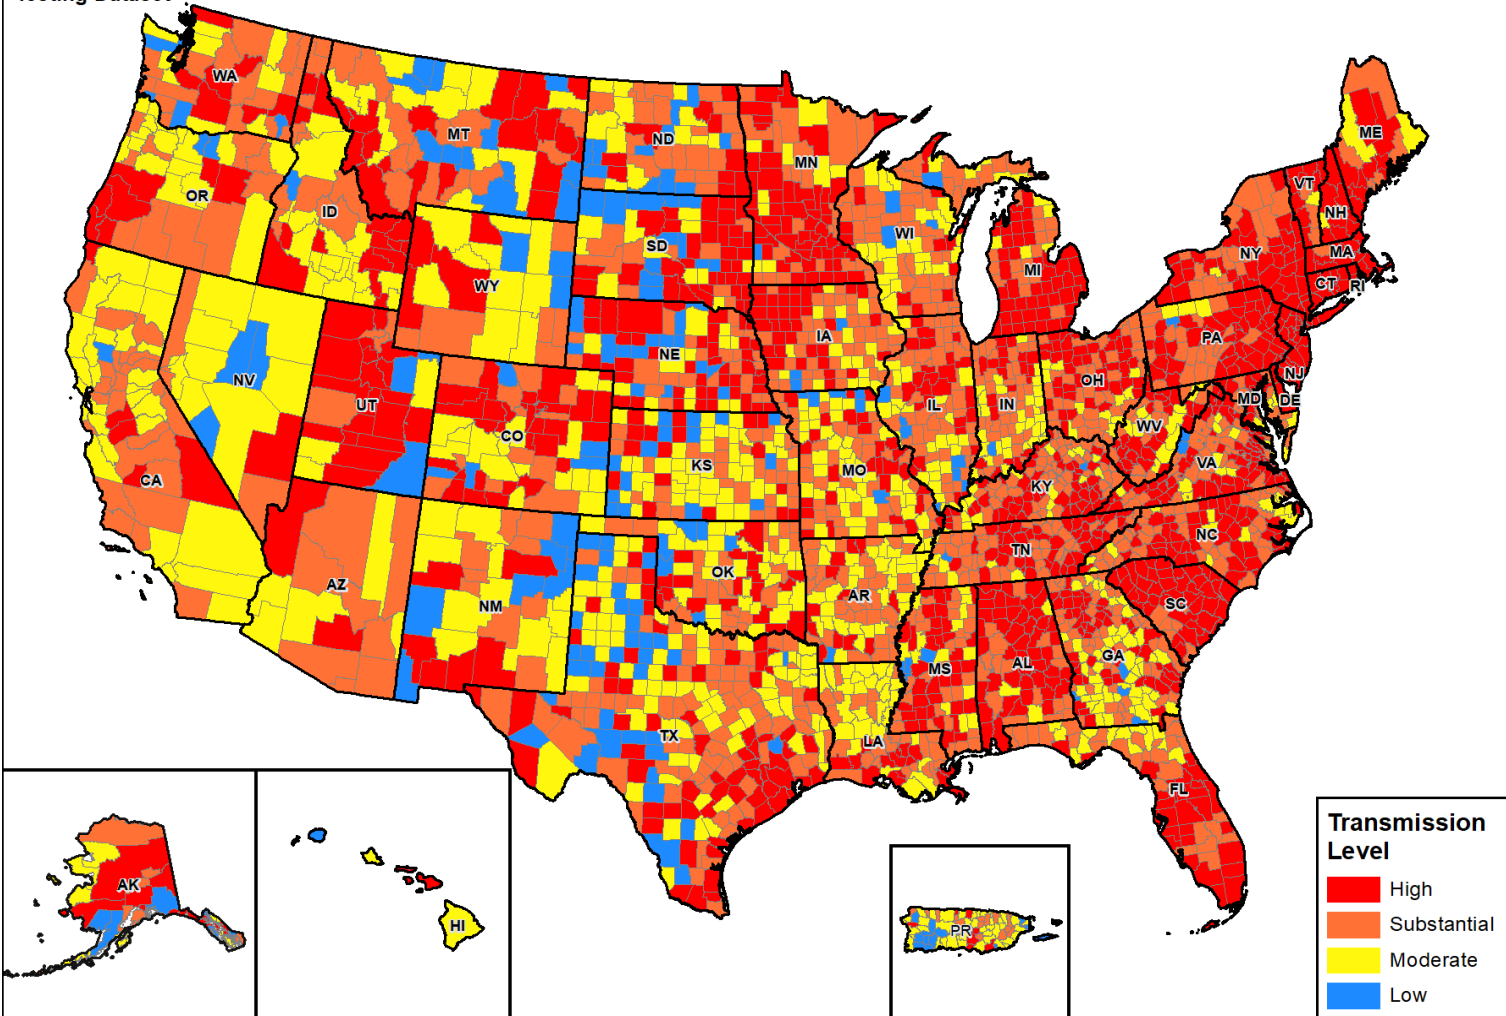 WA
MT
ND
MN
ME
OR
ID
SD
WI
VT
NH
NY
MA
MI
CT
RI
WY
IA
PA
NE
NV
UT
OH
NJ
IL
IN
MD
DE
CO
WV
KS
MO
VA
CA
KY
NC
TN
OK
AZ
AR
NM
SC
MS
AL
GA
TX
LA
FL
AK
HI
PR
Transmission
Level
High
Substantial
Moderate
Low